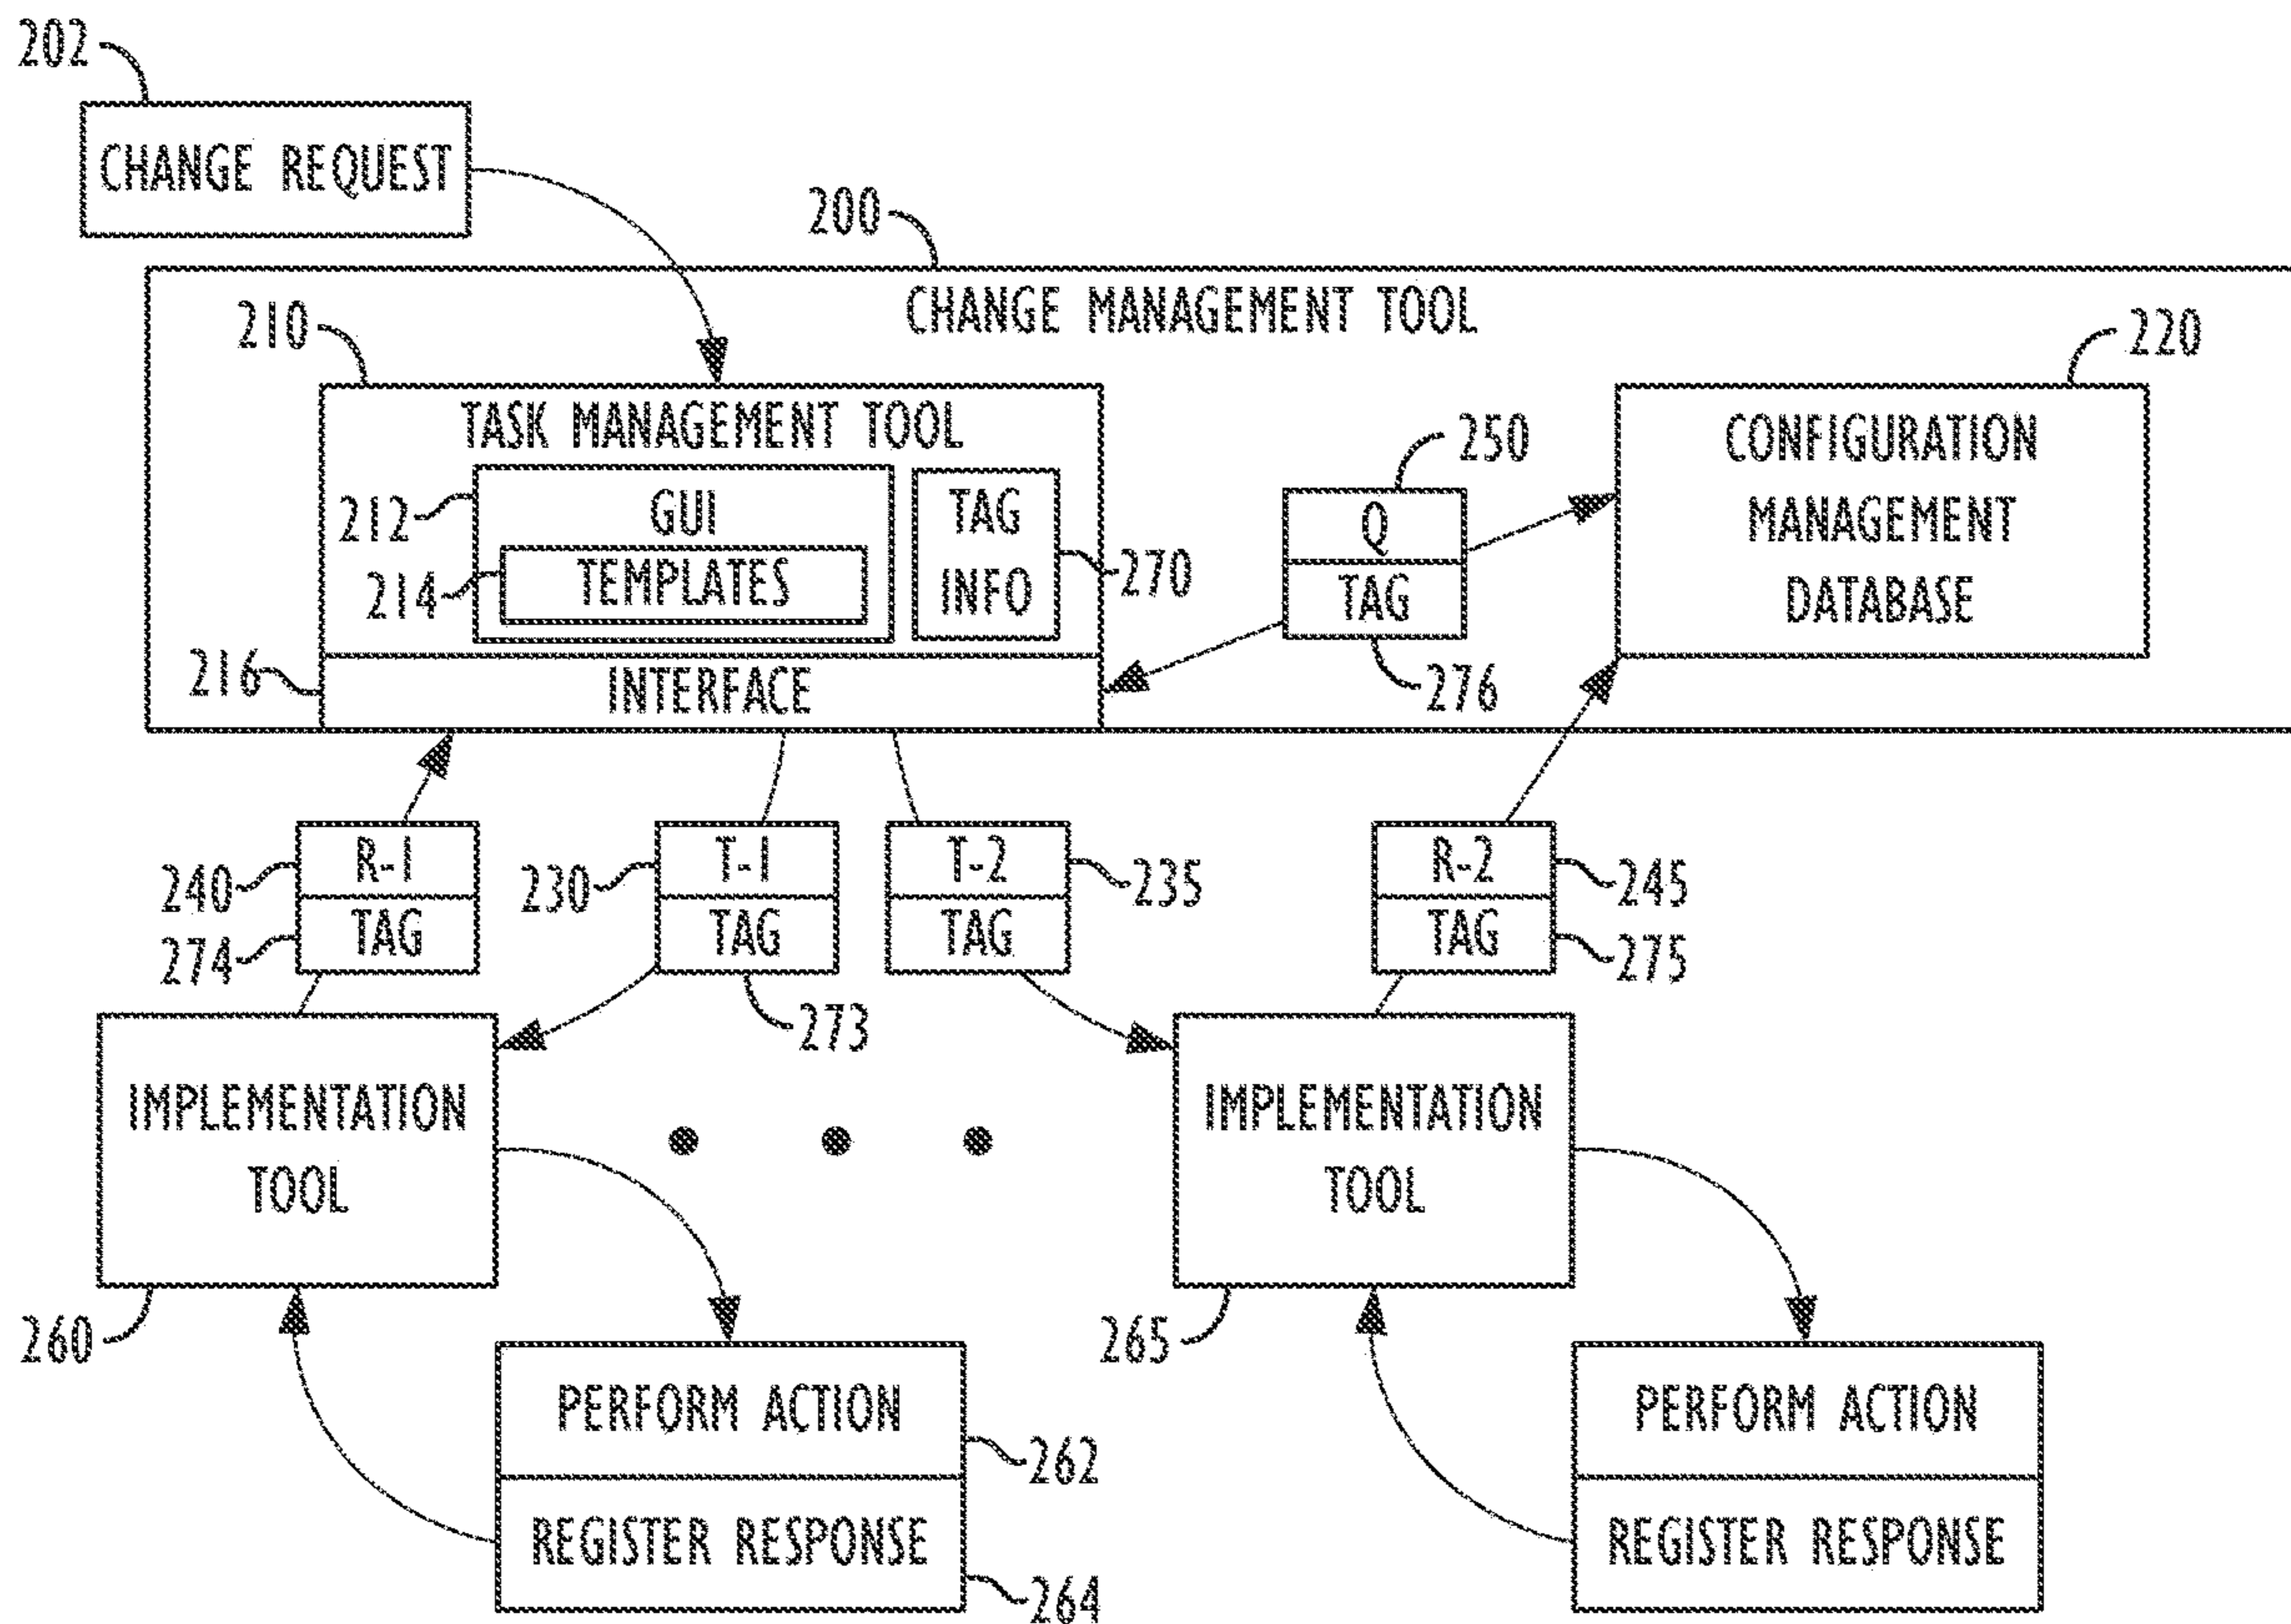 202
CHANGE REQUEST
200
CHANGE MANAGEMENT TOOL
210
220
TASK MANAGEMENT TOOL
CONFIGURATION
MANAGEMENT
DATABASE
250
212
GUI
TAG
INFO
Q
214
TEMPLATES
270
TAG
216
INTERFACE
276
240
R-1
230
T-1
T-2
235
R-2
245
274
TAG
TAG
TAG
TAG
275
273
IMPLEMENTATION
TOOL
IMPLEMENTATION
TOOL
260
265
PERFORM ACTION
262
PERFORM ACTION
REGISTER RESPONSE
264
REGISTER RESPONSE